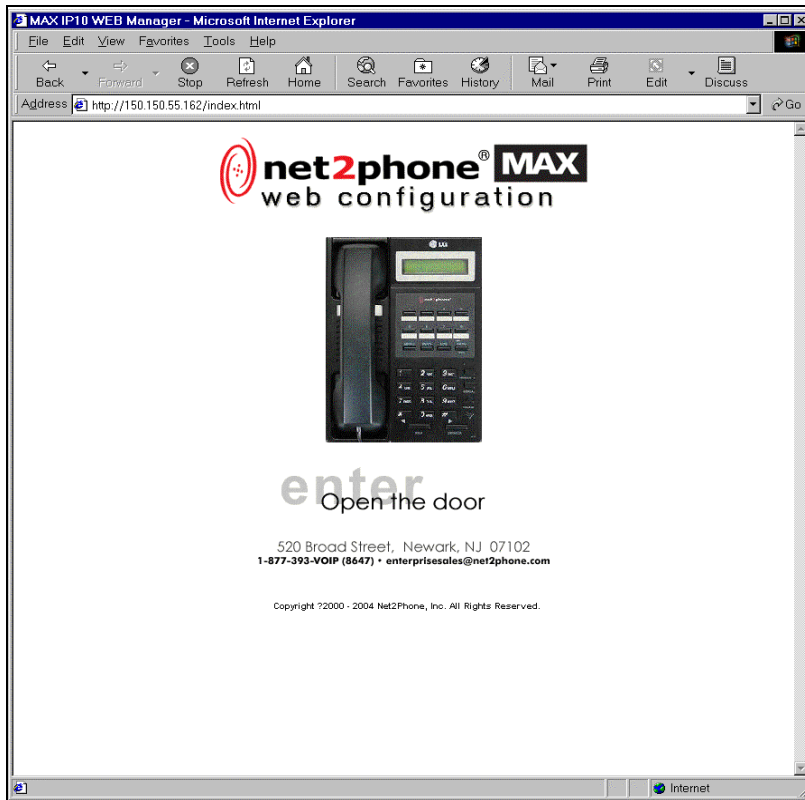 MAX IP10 WEB Manager - Microsoft Internet Explorer
File Edit View Favorites Tools Help
Back Forward Stop Refresh Home Search Favorites History Mail Print Edit Discuss
Address http://150.150.55.162/index.html Go
net2phone® MAX
web configuration
LG
net2phone
enter
Open the door
520 Broad Street, Newark, NJ 07102
1-877-393-VOIP (8647) • enterprisesales@net2phone.com
Copyright ?2000 - 2004 Net2Phone, Inc. All Rights Reserved.
Internet